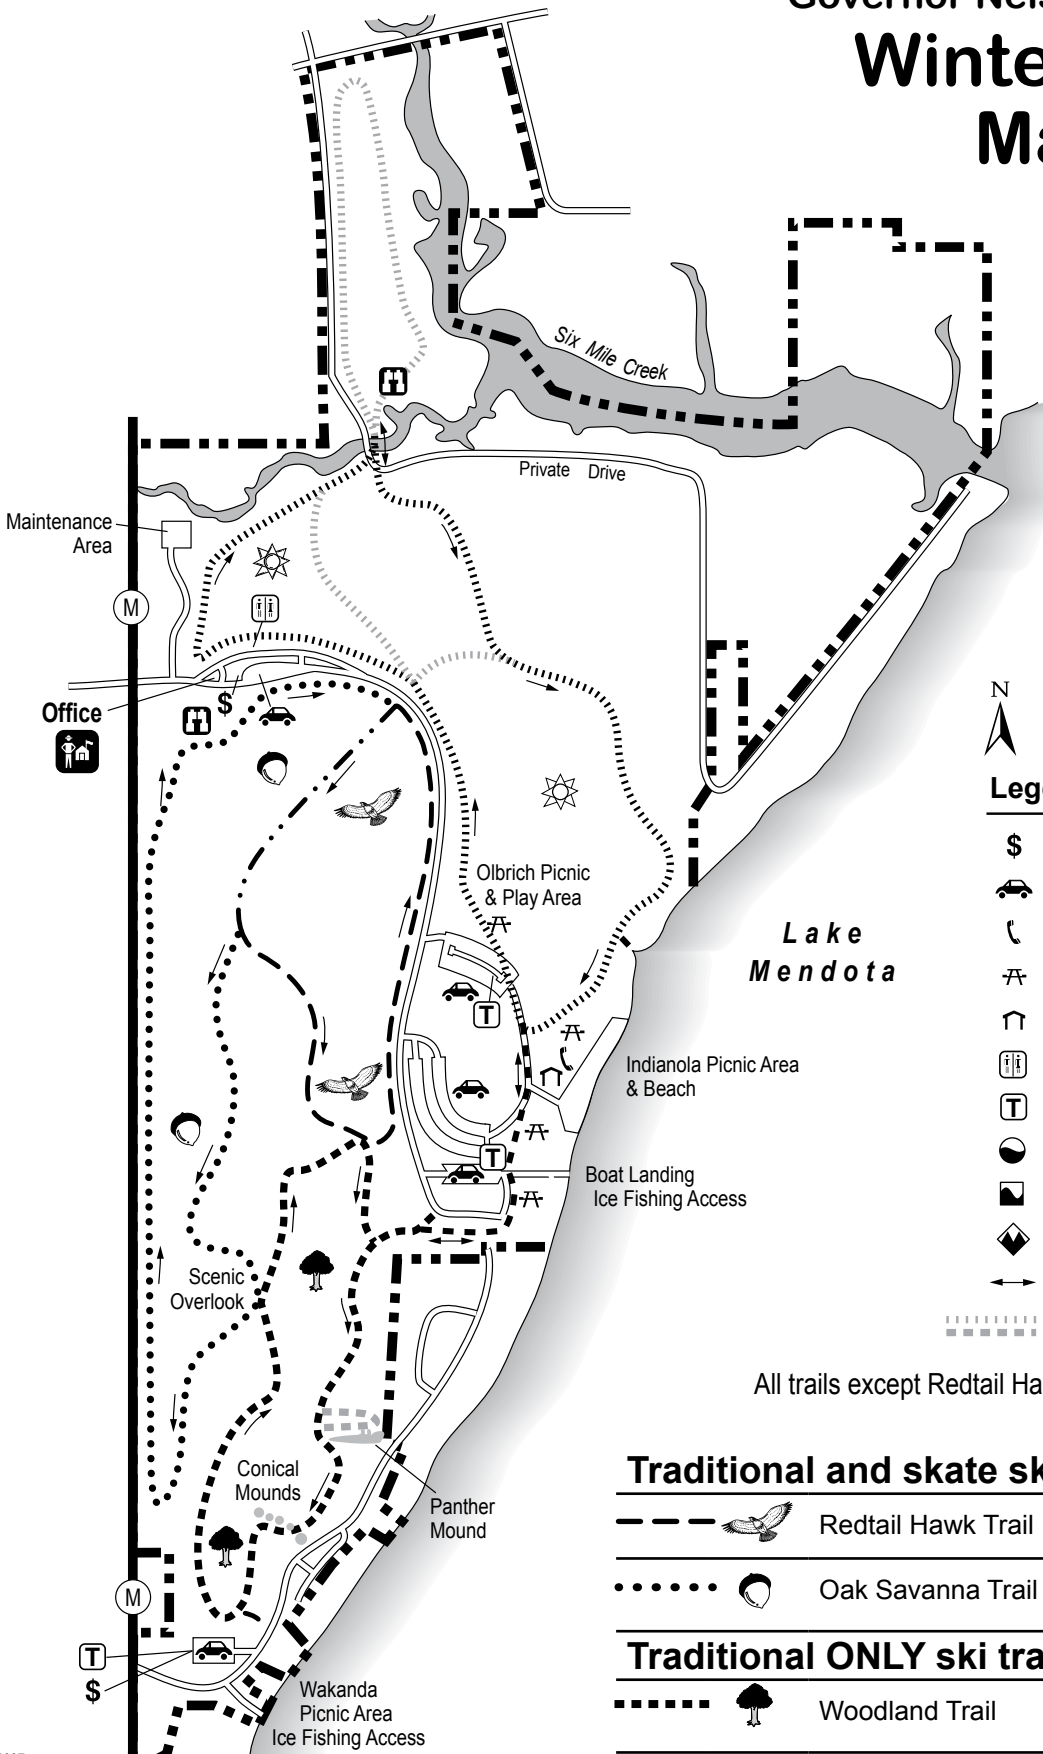 Winte
Ma
Six Mile Creek
Private Drive
Maintenance
Area
M
$
Office
N
Leg
$
Olbrich Picnic
& Play Area
Lake
Mendota
T
Indianola Picnic Area
& Beach
T
T
Boat Landing
Ice Fishing Access
Scenic
Overlook
All trails except Redtail Ha
Conical
Mounds
Panther
Mound
Traditional and skate sk
Redtail Hawk Trail
M
Oak Savanna Trail
T
$
Traditional ONLY ski tra
Wakanda
Picnic Area
Ice Fishing Access
Woodland Trail